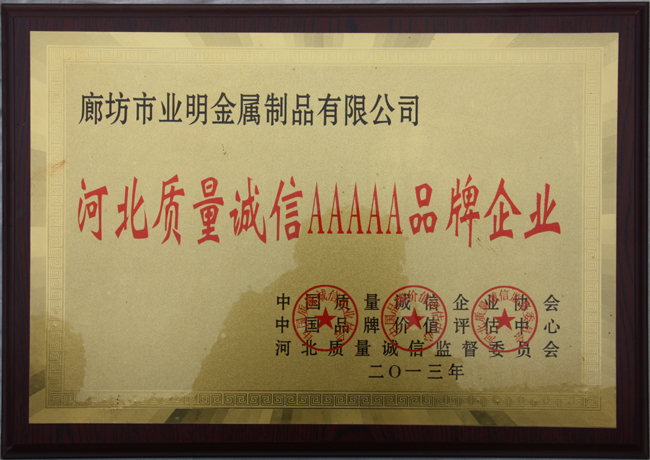 廊坊市业明金属制品有限公司
河北质量诚信AAAAA品牌企业
中国质量诚信企业协会
中国品牌价值评估中心
河北质量诚信监督委员会
二〇一三年